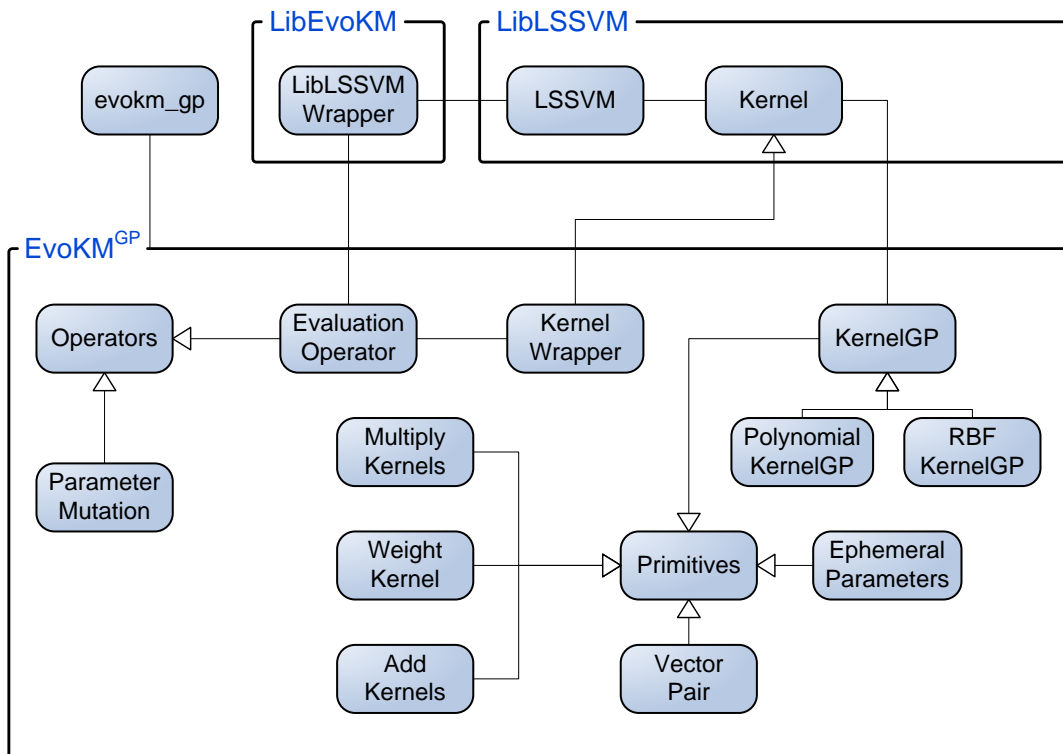 LibEvoKM
LibLSSVM
evokm_gp
LibLSSVM
Wrapper
LSSVM
Kernel
EvoKM^GP
Operators
Evaluation
Operator
Kernel
Wrapper
KernelGP
Multiply
Kernels
Polynomial
KernelGP
RBF
KernelGP
Parameter
Mutation
Weight
Kernel
Primitives
Ephemeral
Parameters
Add
Kernels
Vector
Pair